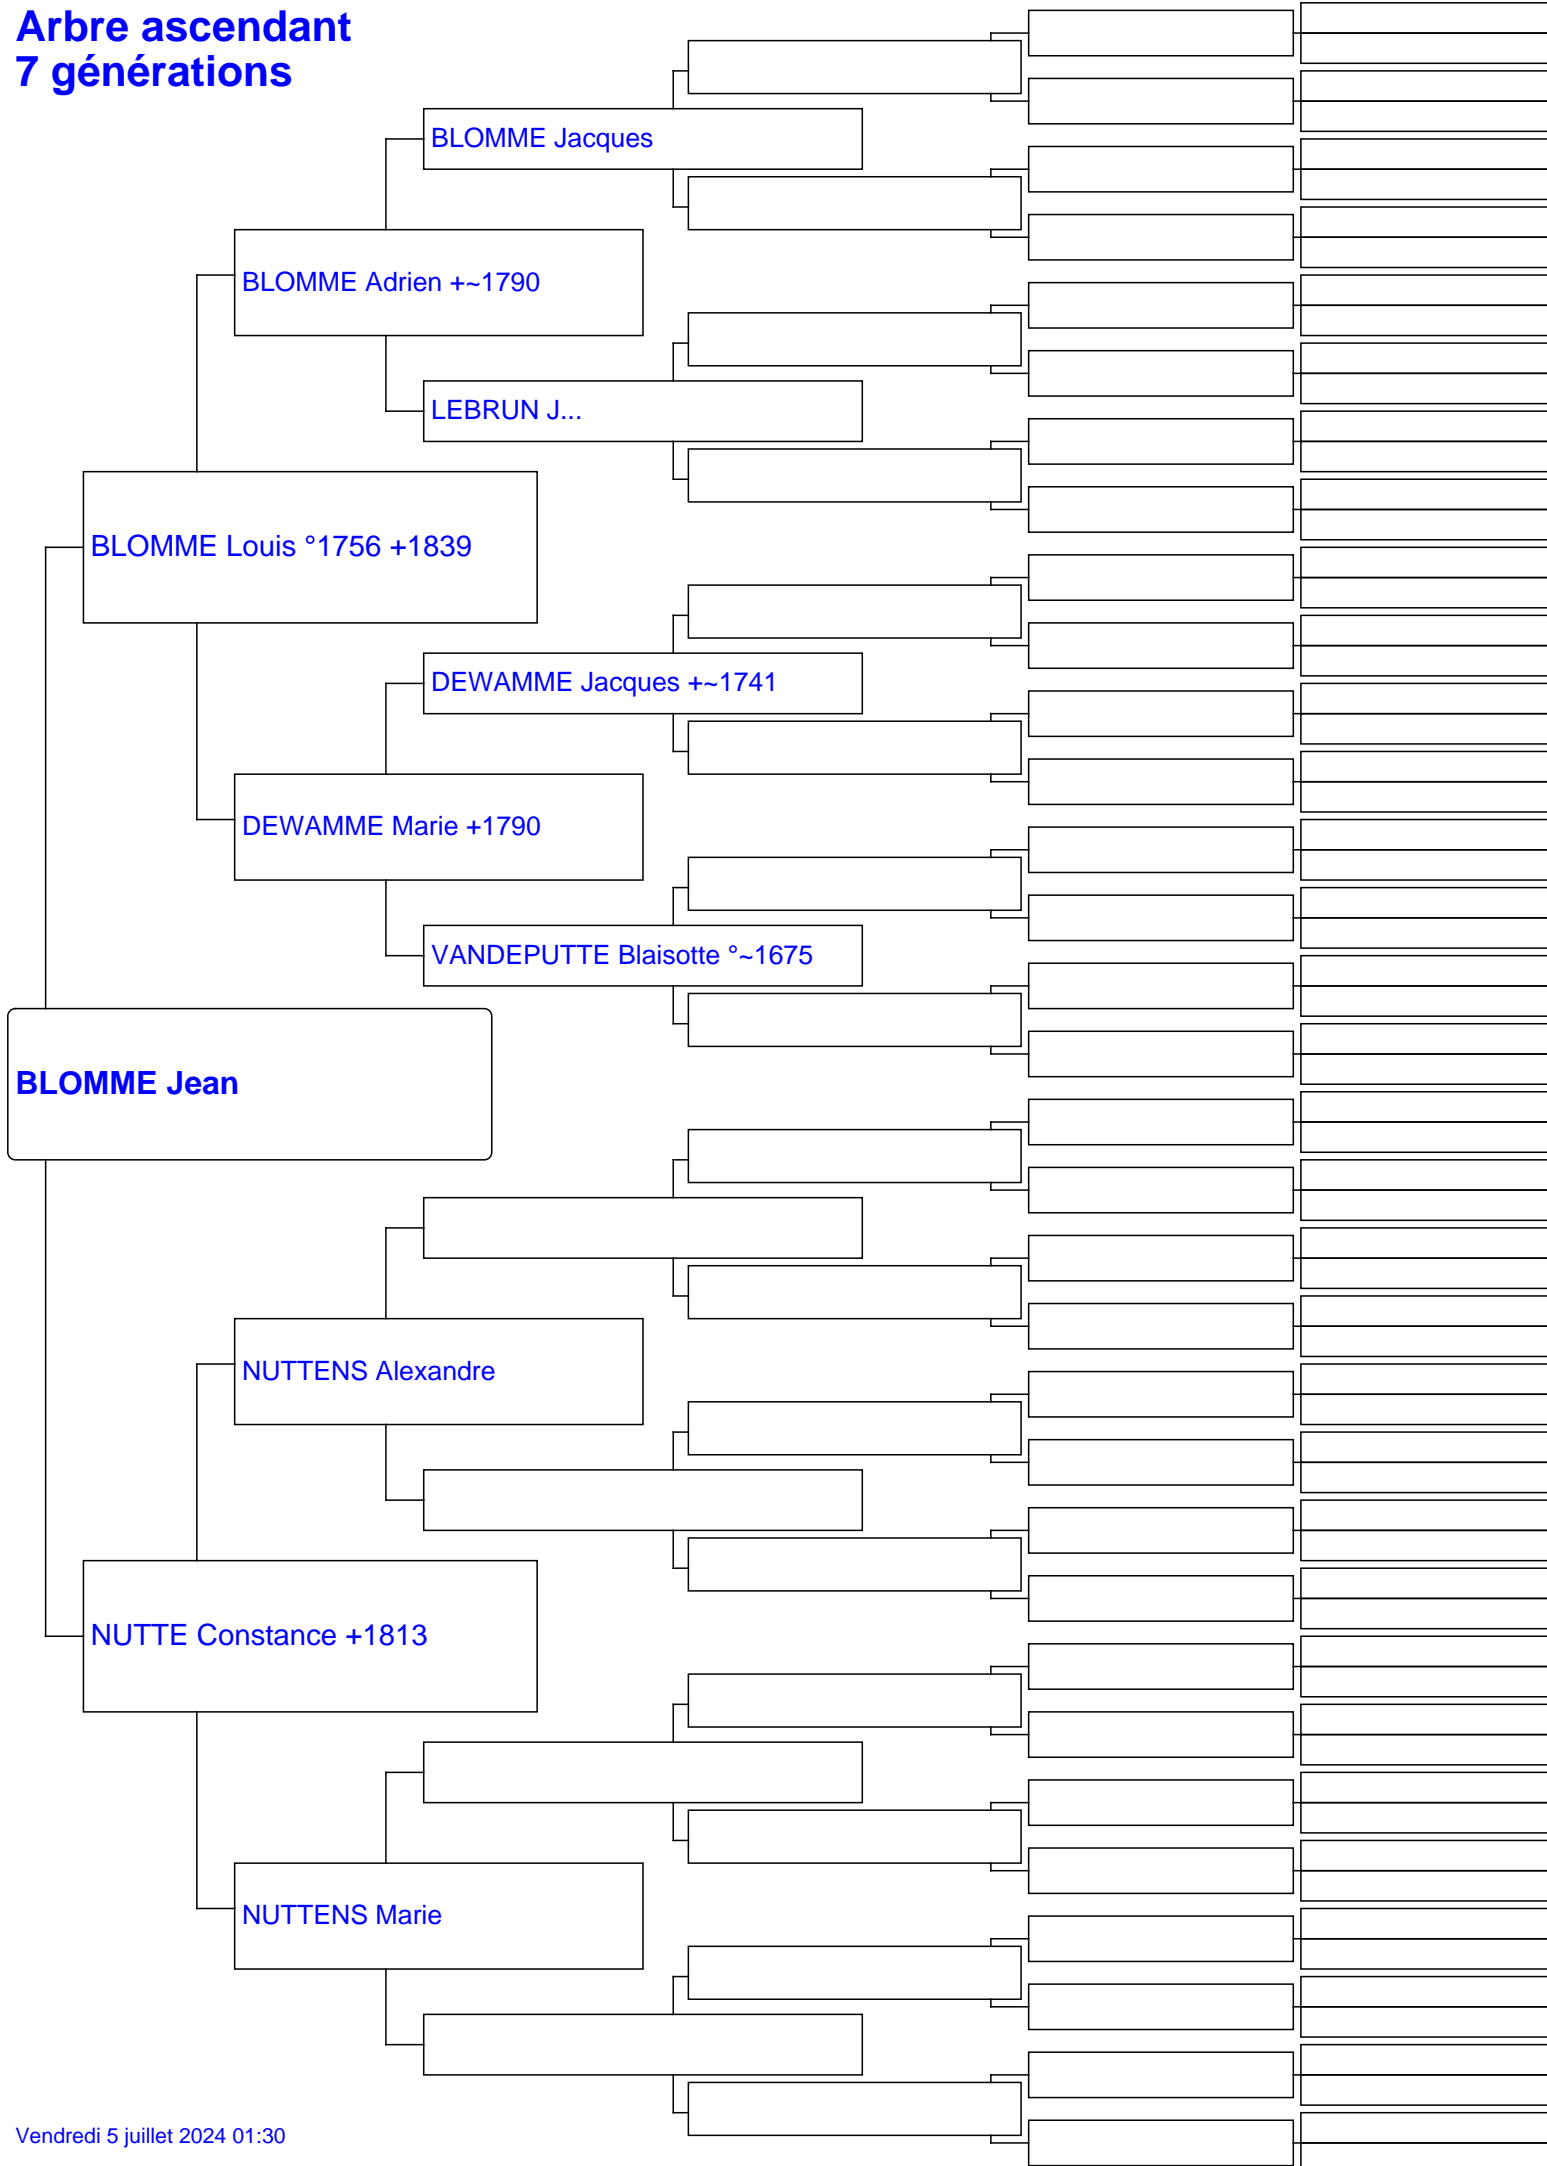 Arbre ascendant
7 générations
BLOMME Jacques
BLOMME Adrien +~1790
LEBRUN J...
BLOMME Louis °1756 +1839
DEWAMME Jacques +~1741
DEWAMME Marie +1790
VANDEPUTTE Blaisotte °~1675
BLOMME Jean
NUTTENS Alexandre
NUTTE Constance +1813
NUTTENS Marie
Vendredi 5 juillet 2024 01:30